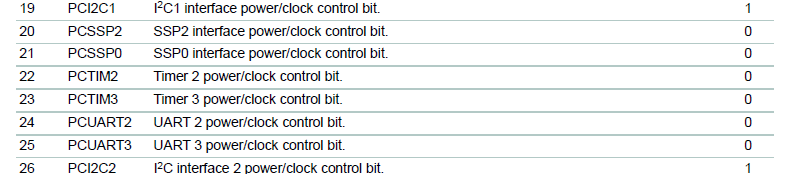 19 PCI2C1 I²C1 interface power/clock control bit. 1
20 PCSSP2 SSP2 interface power/clock control bit. 0
21 PCSSP0 SSP0 interface power/clock control bit. 0
22 PCTIM2 Timer 2 power/clock control bit. 0
23 PCTIM3 Timer 3 power/clock control bit. 0
24 PCUART2 UART 2 power/clock control bit. 0
25 PCUART3 UART 3 power/clock control bit. 0
26 PCI2C2 I²C interface 2 power/clock control bit. 1